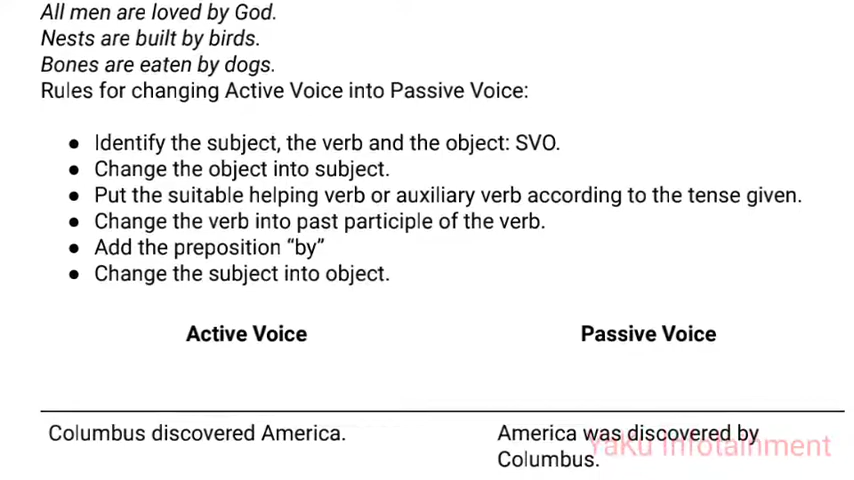 All men are loved by God.
Nests are built by birds.
Bones are eaten by dogs.
Rules for changing Active Voice into Passive Voice:
● Identify the subject, the verb and the object: SVO.
● Change the object into subject.
● Put the suitable helping verb or auxiliary verb according to the tense given.
● Change the verb into past participle of the verb.
● Add the preposition “by”
● Change the subject into object.
Active Voice Passive Voice
Columbus discovered America. America was discovered by
Columbus.
YaKu Infotainment